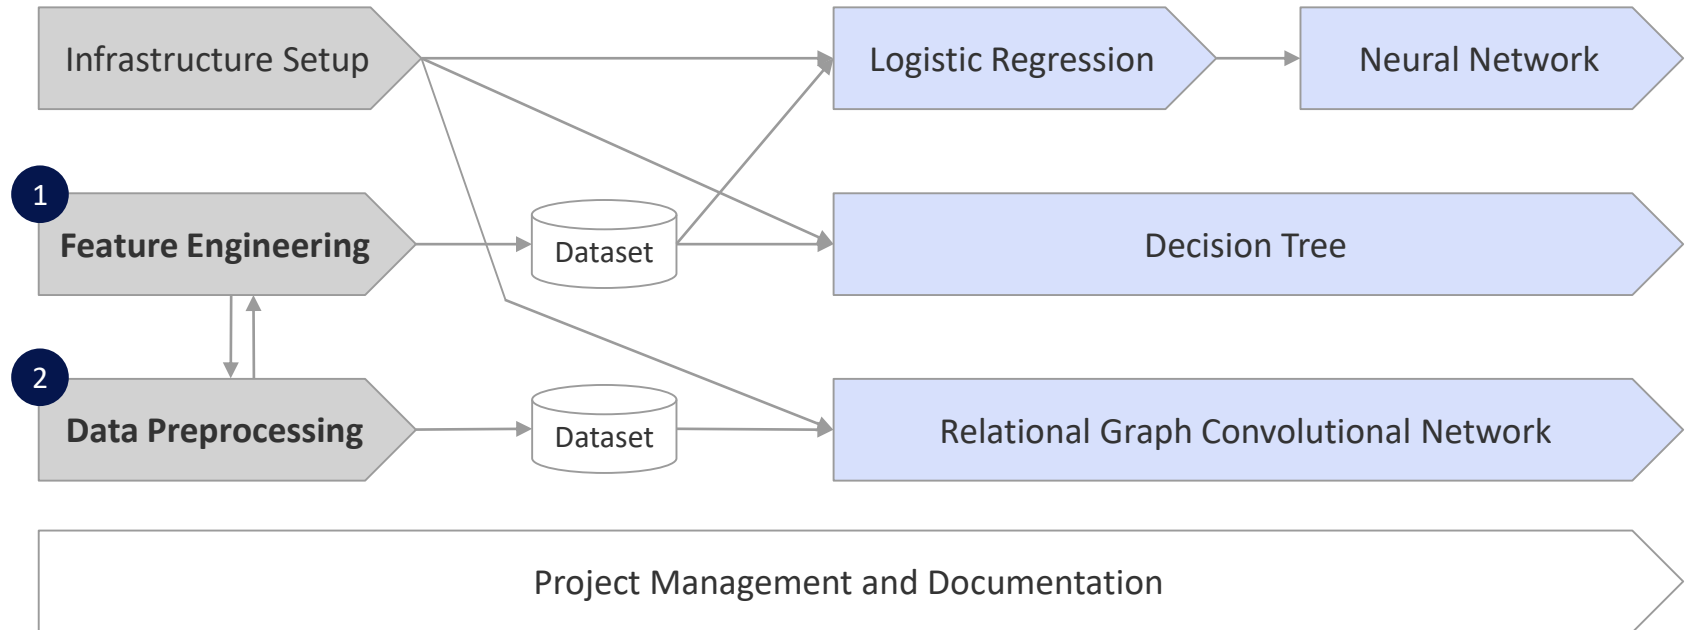 Infrastructure Setup
Logistic Regression
Neural Network
1
Feature Engineering
Dataset
Decision Tree
2
Data Preprocessing
Dataset
Relational Graph Convolutional Network
Project Management and Documentation